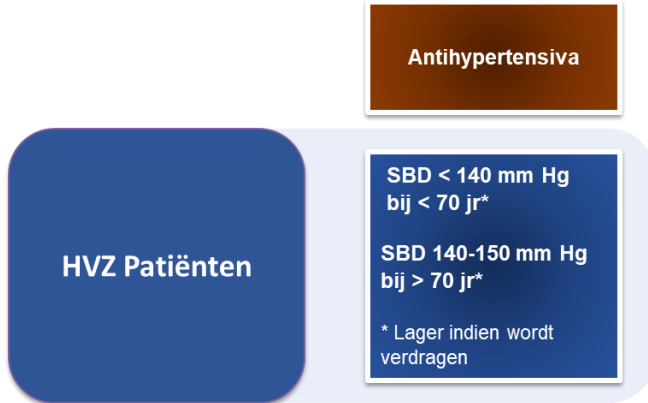 Antihypertensiva
HVZ Patiënten
SBD < 140 mm Hg
bij < 70 jr*
SBD 140-150 mm Hg
bij > 70 jr*
* Lager indien wordt
verdragen